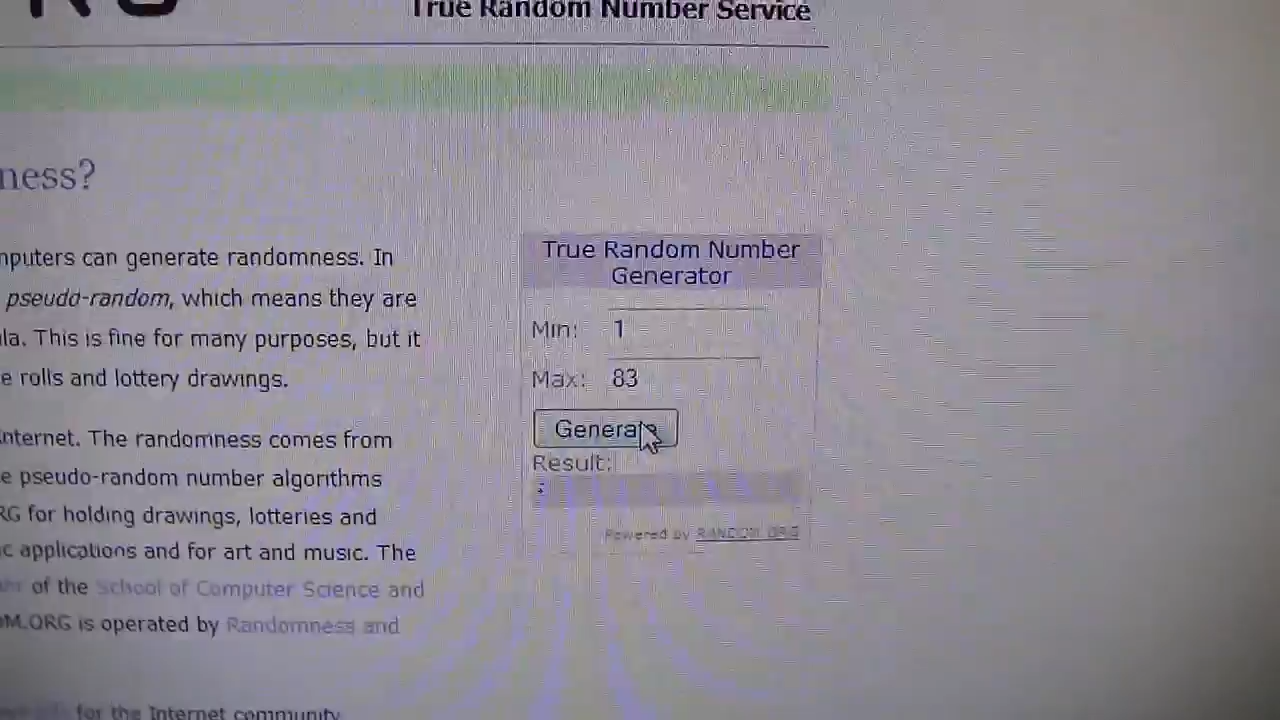 True Random Number Service
ness?
mputers can generate randomness. In
pseudo-random, which means they are
la. This is fine for many purposes, but it
e rolls and lottery drawings.
nternet. The randomness comes from
e pseudo-random number algorithms
RG for holding drawings, lotteries and
c applications and for art and music. The
of the School of Computer Science and
OM.ORG is operated by Randomness and
for the Internet community
True Random Number
Generator
Min: 1
Max: 83
Generate
Result:
Powered by RANDOM.ORG